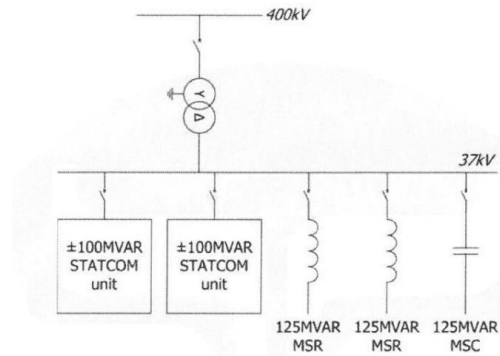 400kV
Y
Δ
37kV
±100MVAR
STATCOM
unit
±100MVAR
STATCOM
unit
125MVAR
MSR
125MVAR
MSR
125MVAR
MSC